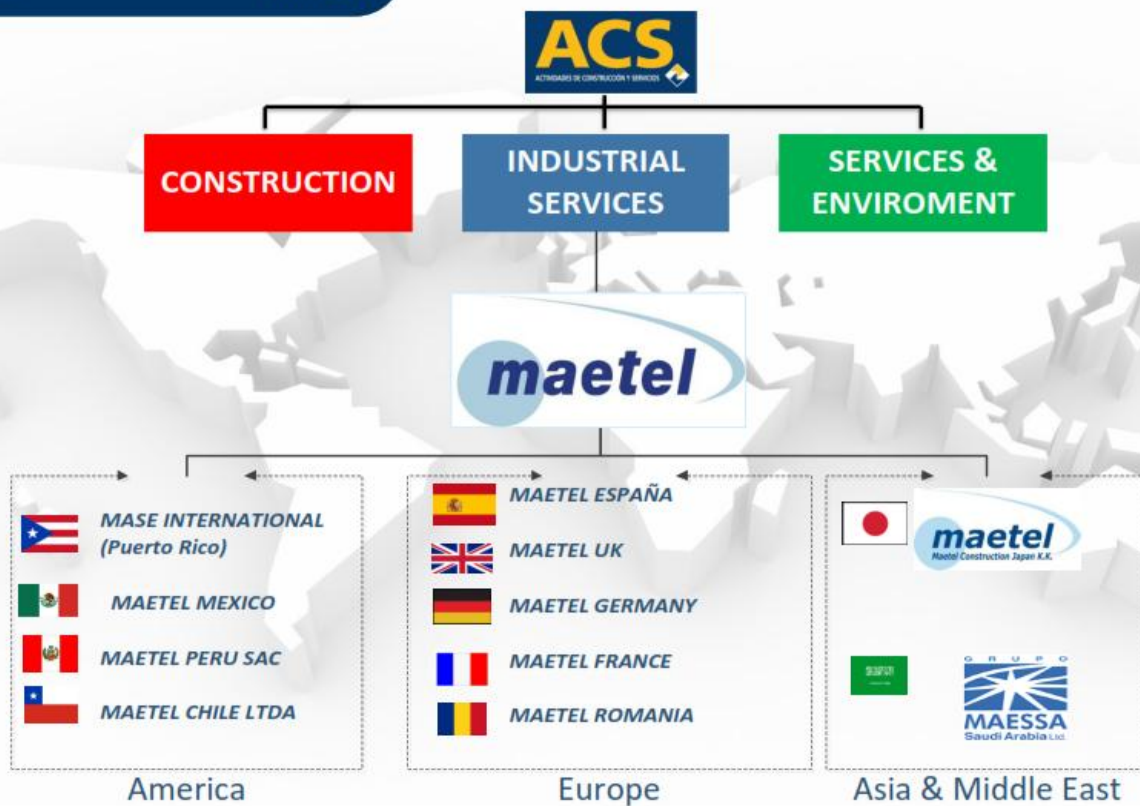 ACS
ACTIVIDADES DE CONSTRUCCIÓN Y SERVICIOS
CONSTRUCTION
INDUSTRIAL
SERVICES
SERVICES &
ENVIROMENT
maetel
MASE INTERNATIONAL
(Puerto Rico)
MAETEL MEXICO
MAETEL PERU SAC
MAETEL CHILE LTDA
America
MAETEL ESPAÑA
MAETEL UK
MAETEL GERMANY
MAETEL FRANCE
MAETEL ROMANIA
Europe
maetel
Maetel Construction Japan K.K.
GRUPO
MAESSA
Saudi Arabia Ltd.
Asia & Middle East